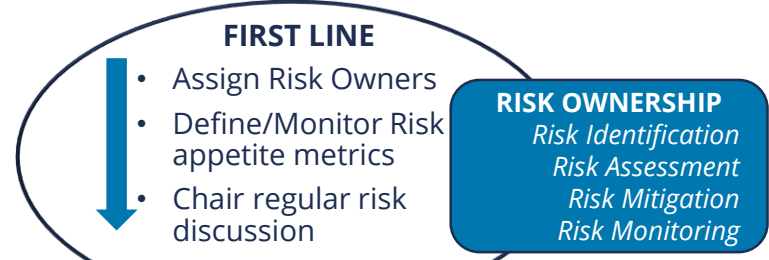 FIRST LINE
• Assign Risk Owners
• Define/Monitor Risk
appetite metrics
• Chair regular risk
discussion
RISK OWNERSHIP
Risk Identification
Risk Assessment
Risk Mitigation
Risk Monitoring